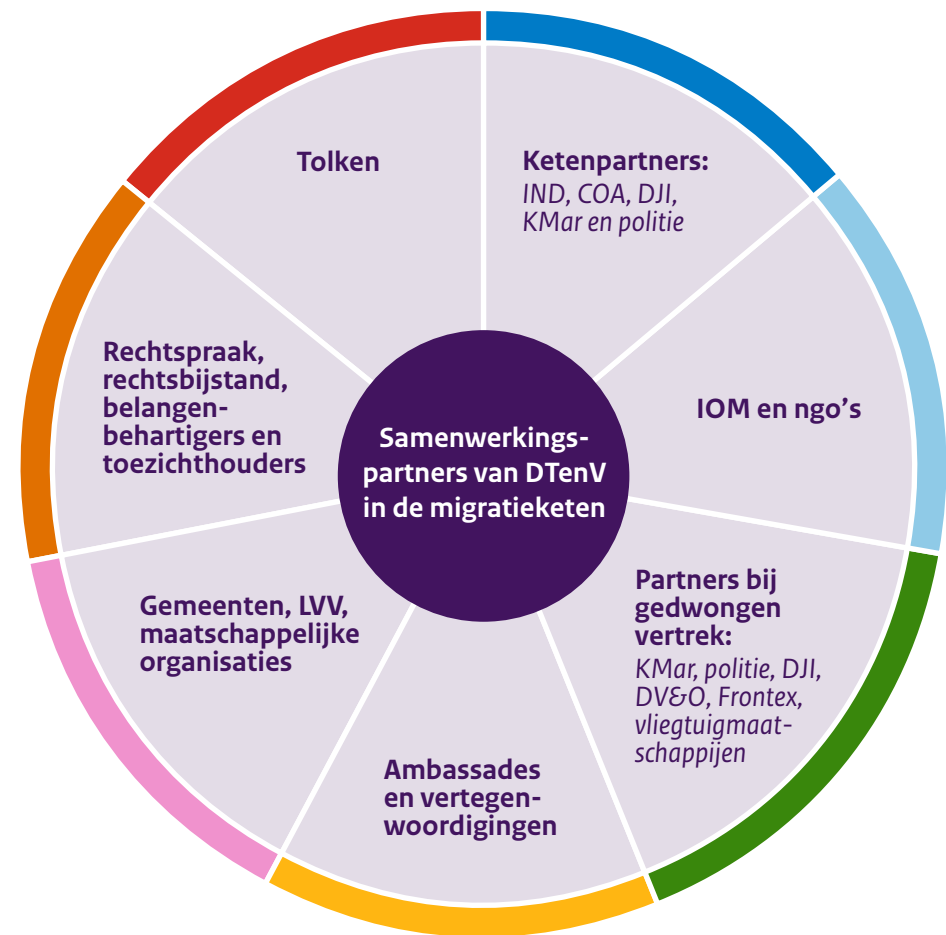 Tolken
Ketenpartners:
IND, COA, DJI,
KMar en politie
IOM en ngo's
Partners bij
gedwongen
vertrek:
KMar, politie, DJI,
DV&O, Frontex,
vliegtuigmaat-
schappijen
Ambassades
en vertegen-
woordigingen
Gemeenten, LVV,
maatschappelijke
organisaties
Rechtspraak,
rechtsbijstand,
belangen-
behartigers en
toezichthouders
Samenwerkings-
partners van DTenV
in de migratieketen